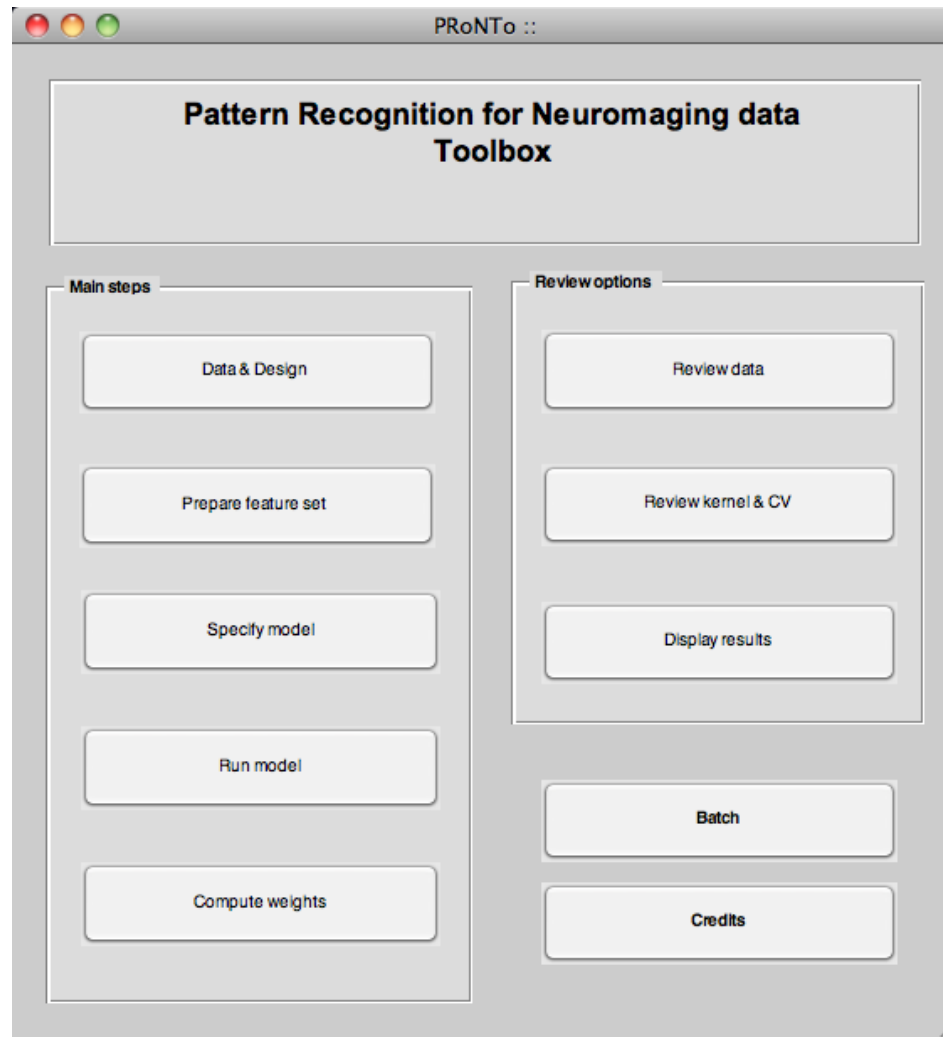 PRoNTo ::
Pattern Recognition for Neuromaging data
Toolbox
Main steps
Data & Design
Prepare feature set
Specify model
Run model
Compute weights
Review options
Review data
Review kernel & CV
Display results
Batch
Credits